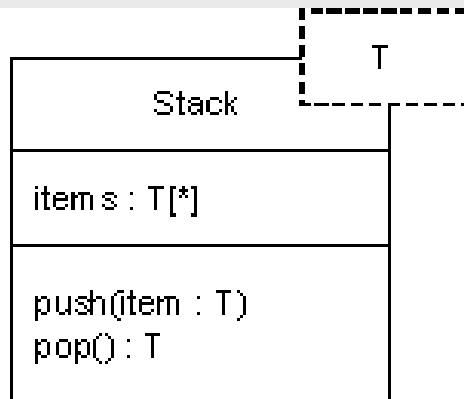 T
Stack
items : T[*]
push(item : T)
pop() : T